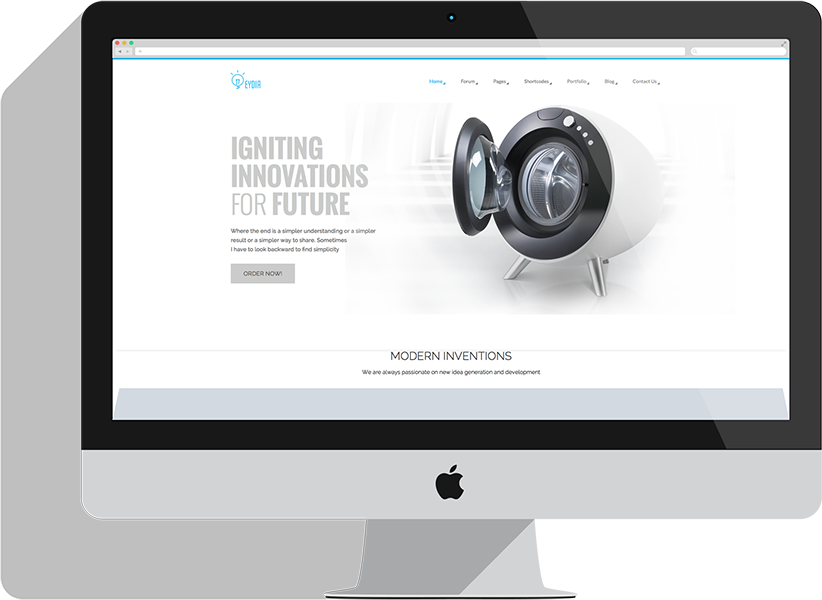 EYDIA
Home Forum Pages Shortcodes Portfolio Blog Contact Us
IGNITING
INNOVATIONS
FOR FUTURE
Where the end is a simpler understanding or a simpler
result or a simpler way to share. Sometimes
I have to look backward to find simplicity
ORDER NOW!
MODERN INVENTIONS
We are always passionate on new idea generation and development